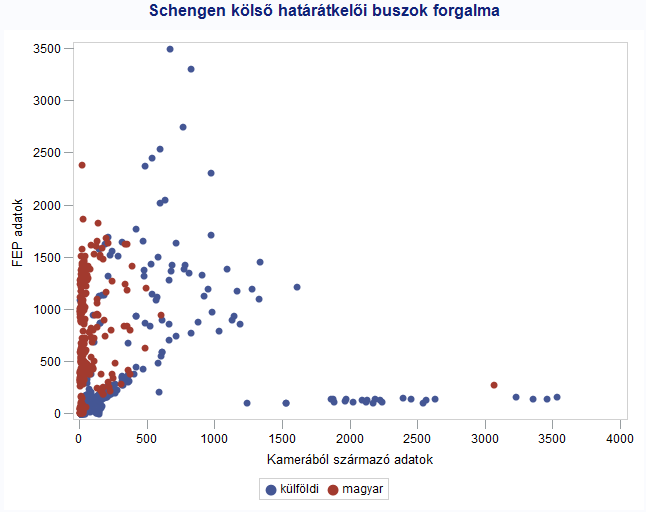 Schengen kölső határátkelői buszok forgalma
3500
3000
2500
2000
1500
1000
500
0
FEP adatok
0 500 1000 1500 2000 2500 3000 3500 4000
Kamerából származó adatok
külföldi magyar